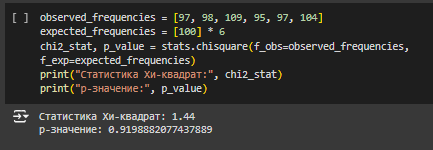 [ ] observed_frequencies = [97, 98, 109, 95, 97, 104]
expected_frequencies = [100] * 6
chi2_stat, p_value = stats.chisquare(f_obs=observed_frequencies,
f_exp=expected_frequencies)
print("Статистика Хи-квадрат:", chi2_stat)
print("p-значение:", p_value)
Статистика Хи-квадрат: 1.44
p-значение: 0.9198882077437889